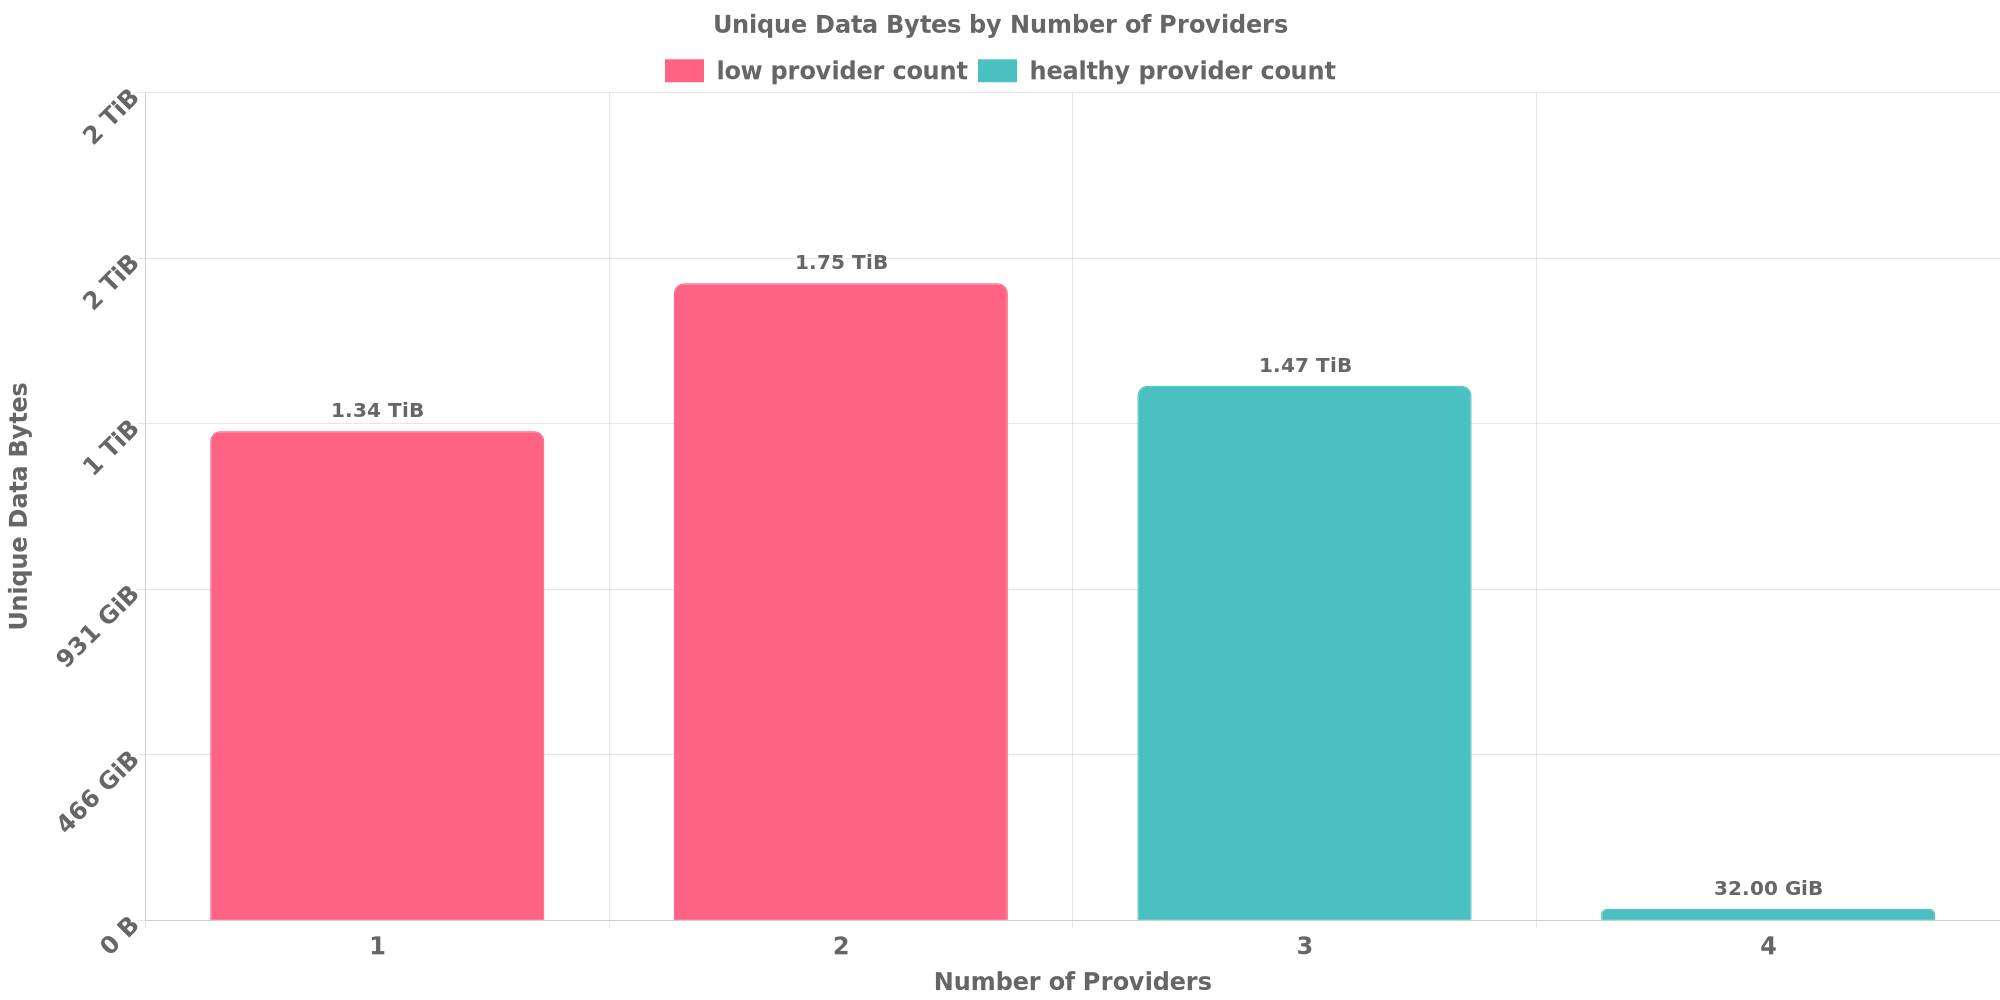 Unique Data Bytes by Number of Providers
low provider count healthy provider count
2 TiB
2 TiB
1 TiB
931 GiB
466 GiB
0 B
Unique Data Bytes
1.34 TiB
1.75 TiB
1.47 TiB
32.00 GiB
1 2 3 4
Number of Providers